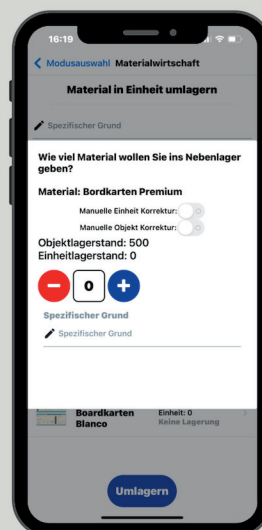 16:19
Modusauswahl Materialwirtschaft
Material in Einheit umlagern
Spezifischer Grund
Wie viel Material wollen Sie ins Nebenlager
geben?
Material: Bordkarten Premium
Manuelle Einheit Korrektur:
Manuelle Objekt Korrektur:
Objektlagerstand: 500
Einheitlagerstand: 0
0
Spezifischer Grund
Spezifischer Grund
Boardkarten Einheit: 0
Blanco Keine Lagerung
Umlagern